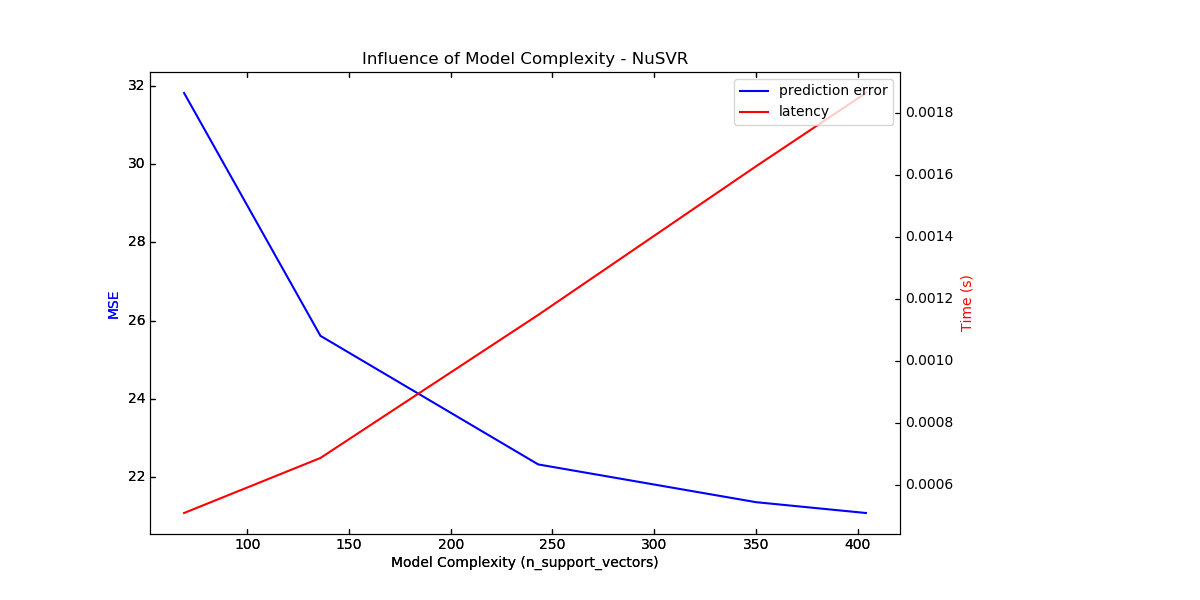 Influence of Model Complexity - NuSVR
prediction error
latency
32
30
28
26
24
22
MSE
0.0018
0.0016
0.0014
0.0012
0.0010
0.0008
0.0006
Time (s)
100 150 200 250 300 350 400
Model Complexity (n_support_vectors)